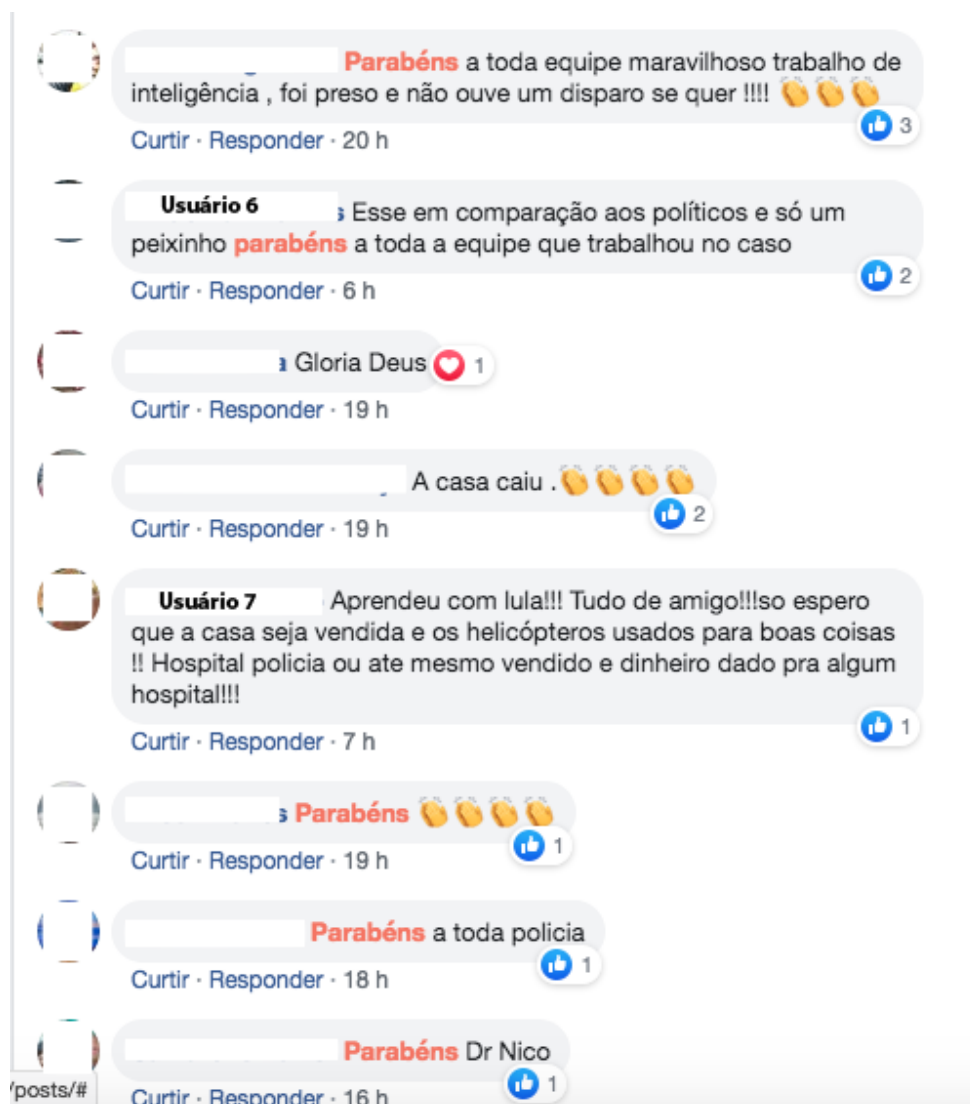 Parabéns a toda equipe maravilhoso trabalho de
inteligência , foi preso e não ouve um disparo se quer !!!! 👏👏👏
3
Curtir · Responder · 20 h
Usuário 6 s Esse em comparação aos políticos e só um
peixinho parabéns a toda a equipe que trabalhou no caso
2
Curtir · Responder · 6 h
a Gloria Deus 1
Curtir · Responder · 19 h
A casa caiu .👏👏👏👏
2
Curtir · Responder · 19 h
Usuário 7 Aprendeu com lula!!! Tudo de amigo!!!so espero
que a casa seja vendida e os helicópteros usados para boas coisas
!! Hospital policia ou ate mesmo vendido e dinheiro dado pra algum
hospital!!!
1
Curtir · Responder · 7 h
s Parabéns 👏👏👏👏
1
Curtir · Responder · 19 h
Parabéns a toda policia
1
Curtir · Responder · 18 h
Parabéns Dr Nico
1
/posts/#
Curtir · Responder · 16 h